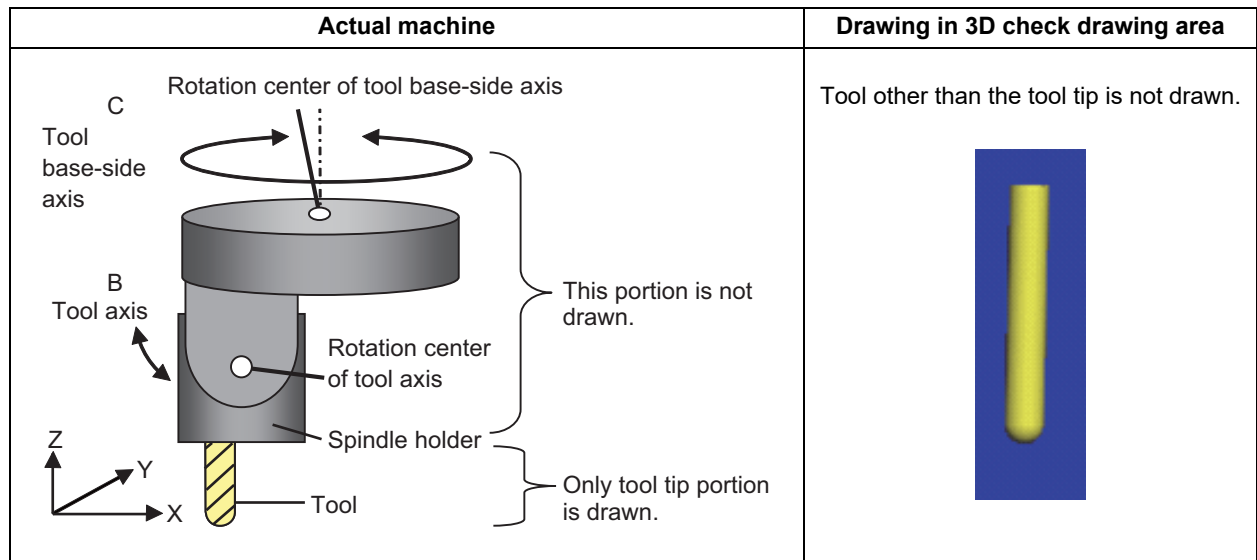 Actual machine
Drawing in 3D check drawing area
Rotation center of tool base-side axis
C
Tool
base-side
axis
B
Tool axis
This portion is not
drawn.
Rotation center
of tool axis
Spindle holder
Z
Y
X
Tool
Only tool tip portion
is drawn.
Tool other than the tool tip is not drawn.